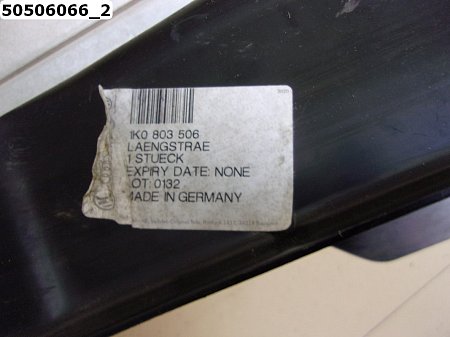 50506066_2
1K0 803 506
LAENGSTRAE
1 STUECK
EXPIRY DATE: NONE
LOT: 0132
MADE IN GERMANY